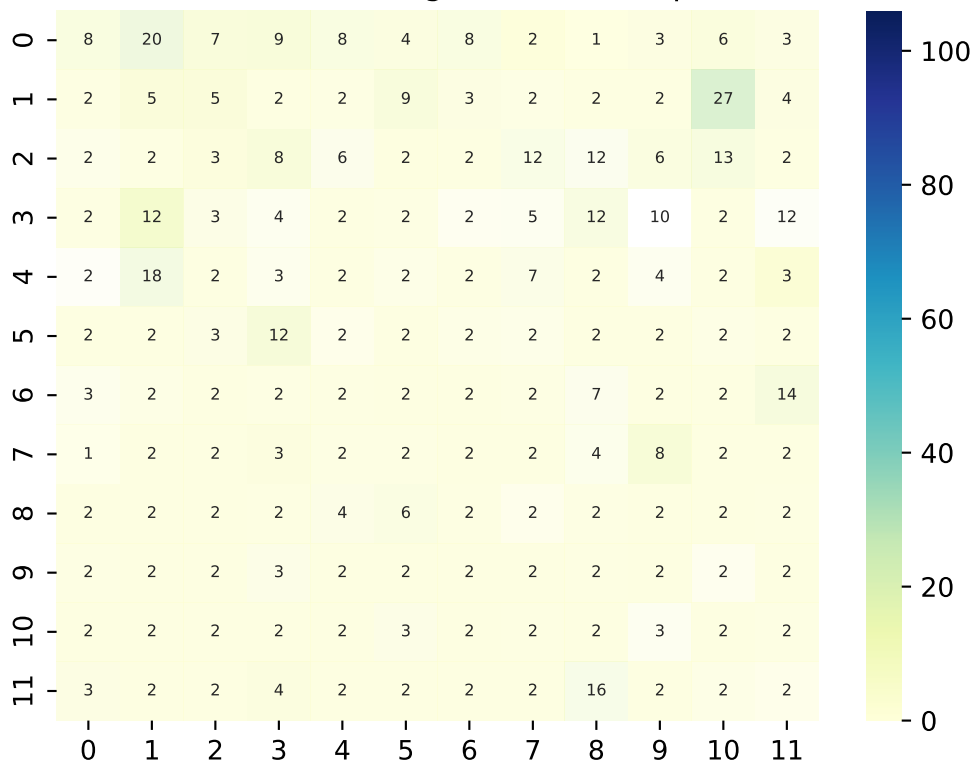 0 8 20 7 9 8 4 8 2 1 3 6 3
1 2 5 5 2 2 9 3 2 2 2 27 4
2 2 2 3 8 6 2 2 12 12 6 13 2
3 2 12 3 4 2 2 2 5 12 10 2 12
4 2 18 2 3 2 2 2 7 2 4 2 3
5 2 2 3 12 2 2 2 2 2 2 2 2
6 3 2 2 2 2 2 2 2 7 2 2 14
7 1 2 2 3 2 2 2 2 4 8 2 2
8 2 2 2 2 4 6 2 2 2 2 2 2
9 2 2 2 3 2 2 2 2 2 2 2 2
10 2 2 2 2 2 3 2 2 2 3 2 2
11 3 2 2 4 2 2 2 2 16 2 2 2
0 1 2 3 4 5 6 7 8 9 10 11
100
80
60
40
20
0